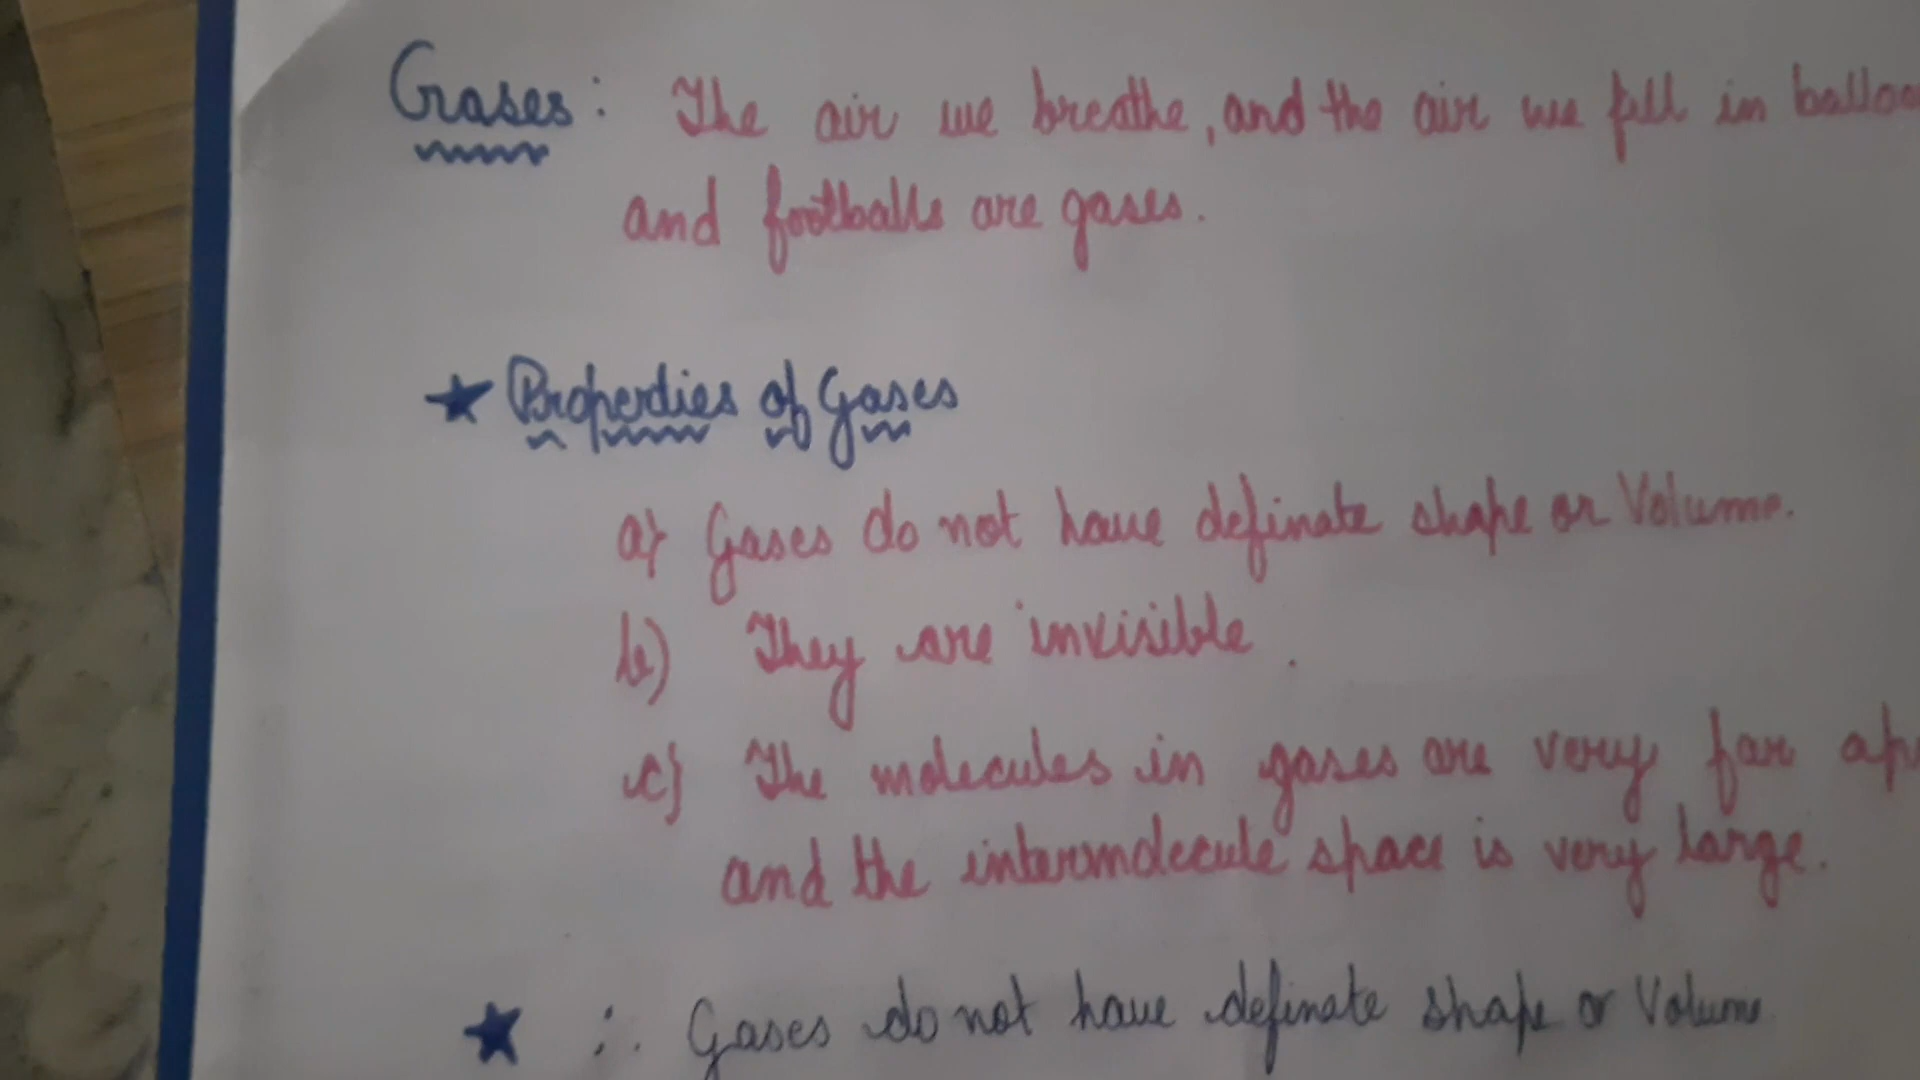 Gases: The air we breathe, and the air we fill in balloo
and footballs are gases.
★ Properties of Gases
a) Gases do not have definate shape or Volume.
b) They are invisible.
c) The molecules in gases are very far ap
and the intermolecule space is very large.
★ ∴ Gases do not have definate shape or Volume